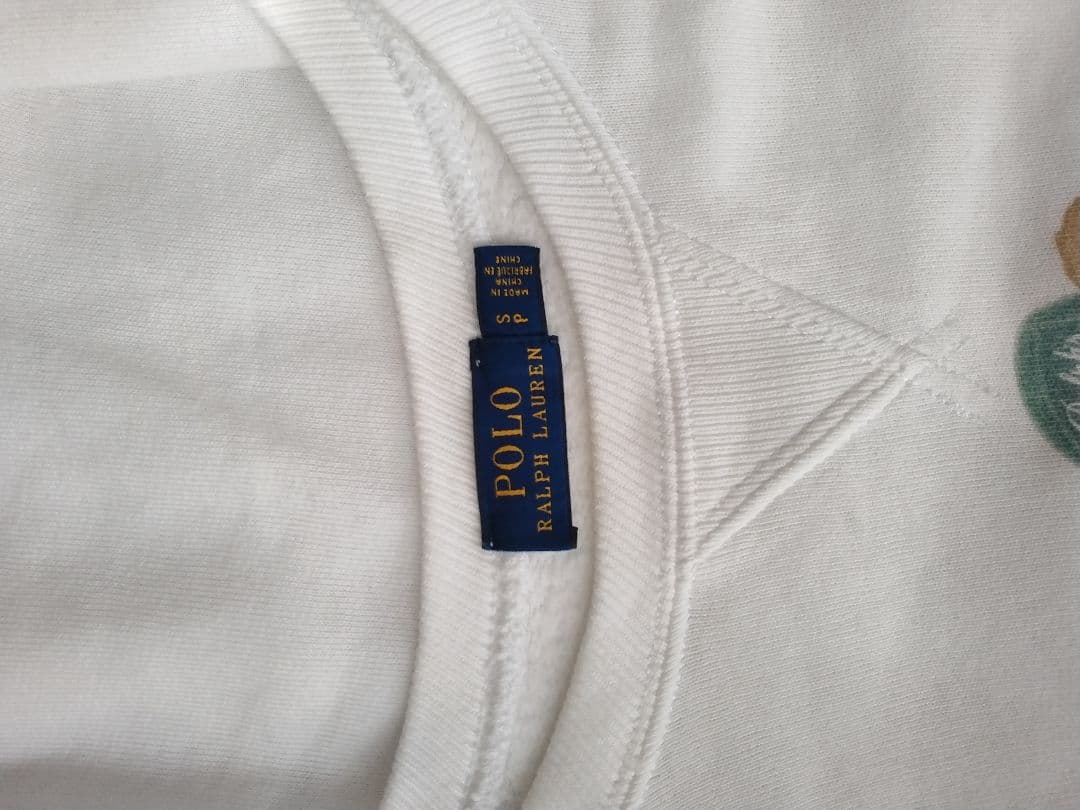 POLO
RALPH LAUREN
S
P
MADE IN
CHINA
FABRIQUÉ EN
CHINE